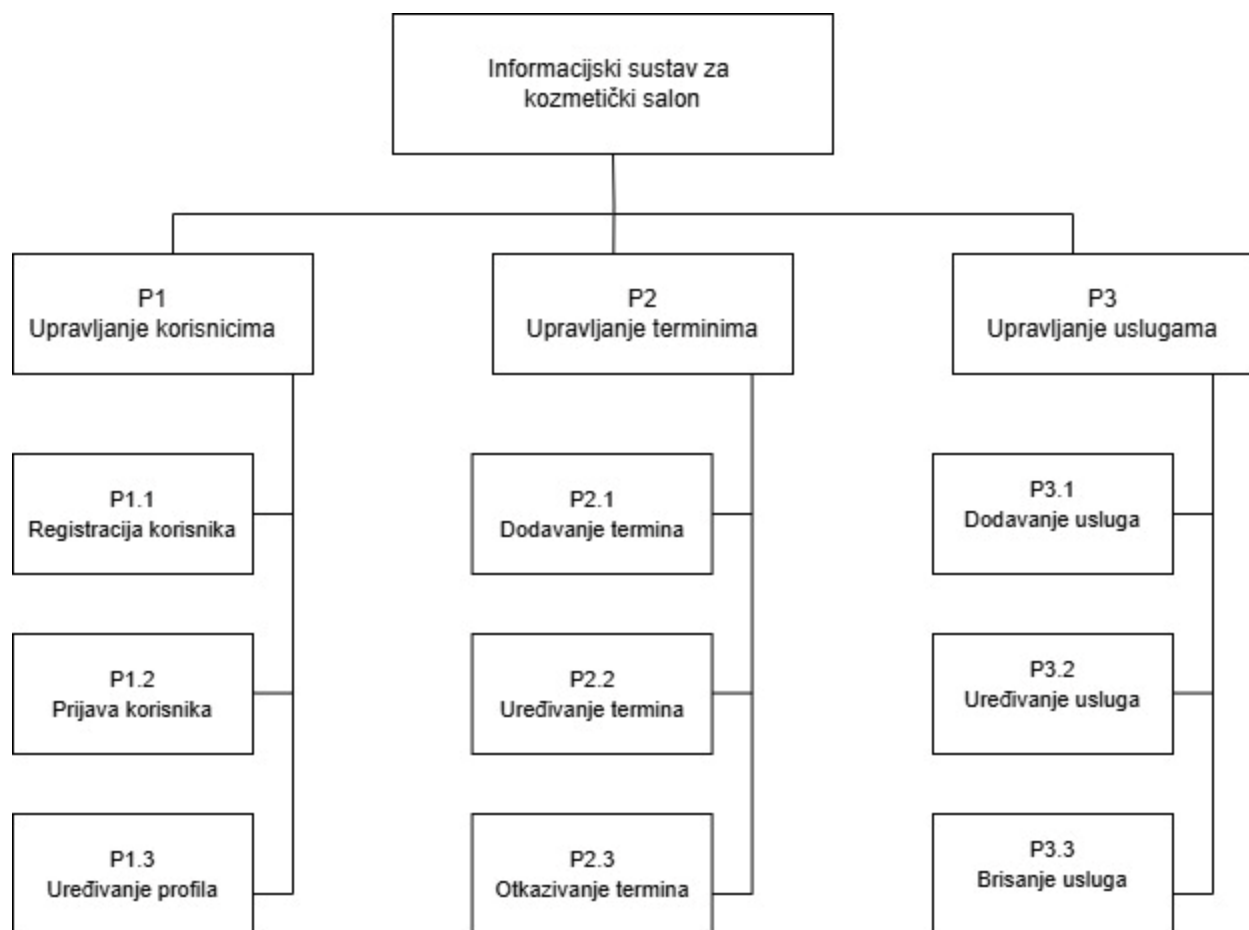 Informacijski sustav za
kozmetički salon
P1
Upravljanje korisnicima
P2
Upravljanje terminima
P3
Upravljanje uslugama
P1.1
Registracija korisnika
P2.1
Dodavanje termina
P3.1
Dodavanje usluga
P1.2
Prijava korisnika
P2.2
Uređivanje termina
P3.2
Uređivanje usluga
P1.3
Uređivanje profila
P2.3
Otkazivanje termina
P3.3
Brisanje usluga